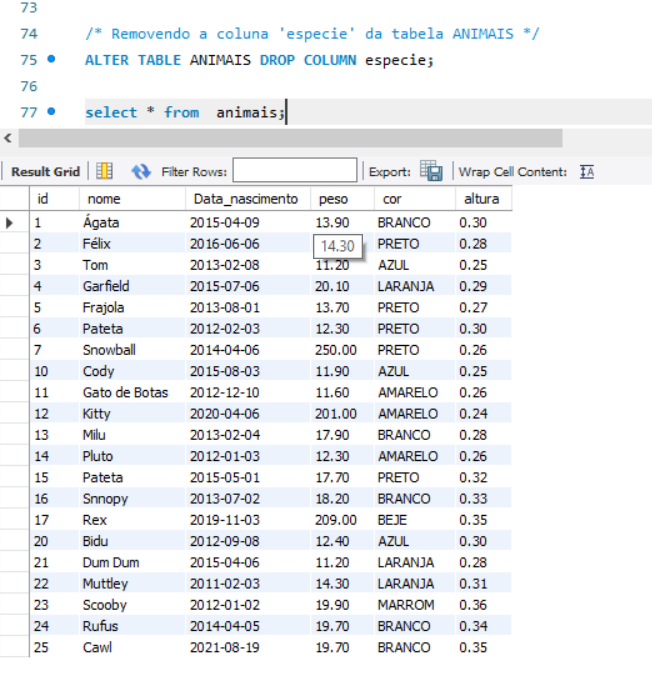 73
74 /* Removendo a coluna 'especie' da tabela ANIMAIS */
75 ALTER TABLE ANIMAIS DROP COLUMN especie;
76
77 select * from  animais;
Result Grid Filter Rows: Export: Wrap Cell Content: IA
id nome Data_nascimento peso cor altura
1 Ágata 2015-04-09 13.90 BRANCO 0.30
2 Félix 2016-06-06 14.30 PRETO 0.28
3 Tom 2013-02-08 11.20 AZUL 0.25
4 Garfield 2015-07-06 20.10 LARANJA 0.29
5 Frajola 2013-08-01 13.70 PRETO 0.27
6 Pateta 2012-02-03 12.30 PRETO 0.30
7 Snowball 2014-04-06 250.00 PRETO 0.26
10 Cody 2015-08-03 11.90 AZUL 0.25
11 Gato de Botas 2012-12-10 11.60 AMARELO 0.26
12 Kitty 2020-04-06 201.00 AMARELO 0.24
13 Milu 2013-02-04 17.90 BRANCO 0.28
14 Pluto 2012-01-03 12.30 AMARELO 0.26
15 Pateta 2015-05-01 17.70 PRETO 0.32
16 Snnopy 2013-07-02 18.20 BRANCO 0.33
17 Rex 2019-11-03 209.00 BEJE 0.35
20 Bidu 2012-09-08 12.40 AZUL 0.30
21 Dum Dum 2015-04-06 11.20 LARANJA 0.28
22 Muttley 2011-02-03 14.30 LARANJA 0.31
23 Scooby 2012-01-02 19.90 MARROM 0.36
24 Rufus 2014-04-05 19.70 BRANCO 0.34
25 Cawl 2021-08-19 19.70 BRANCO 0.35